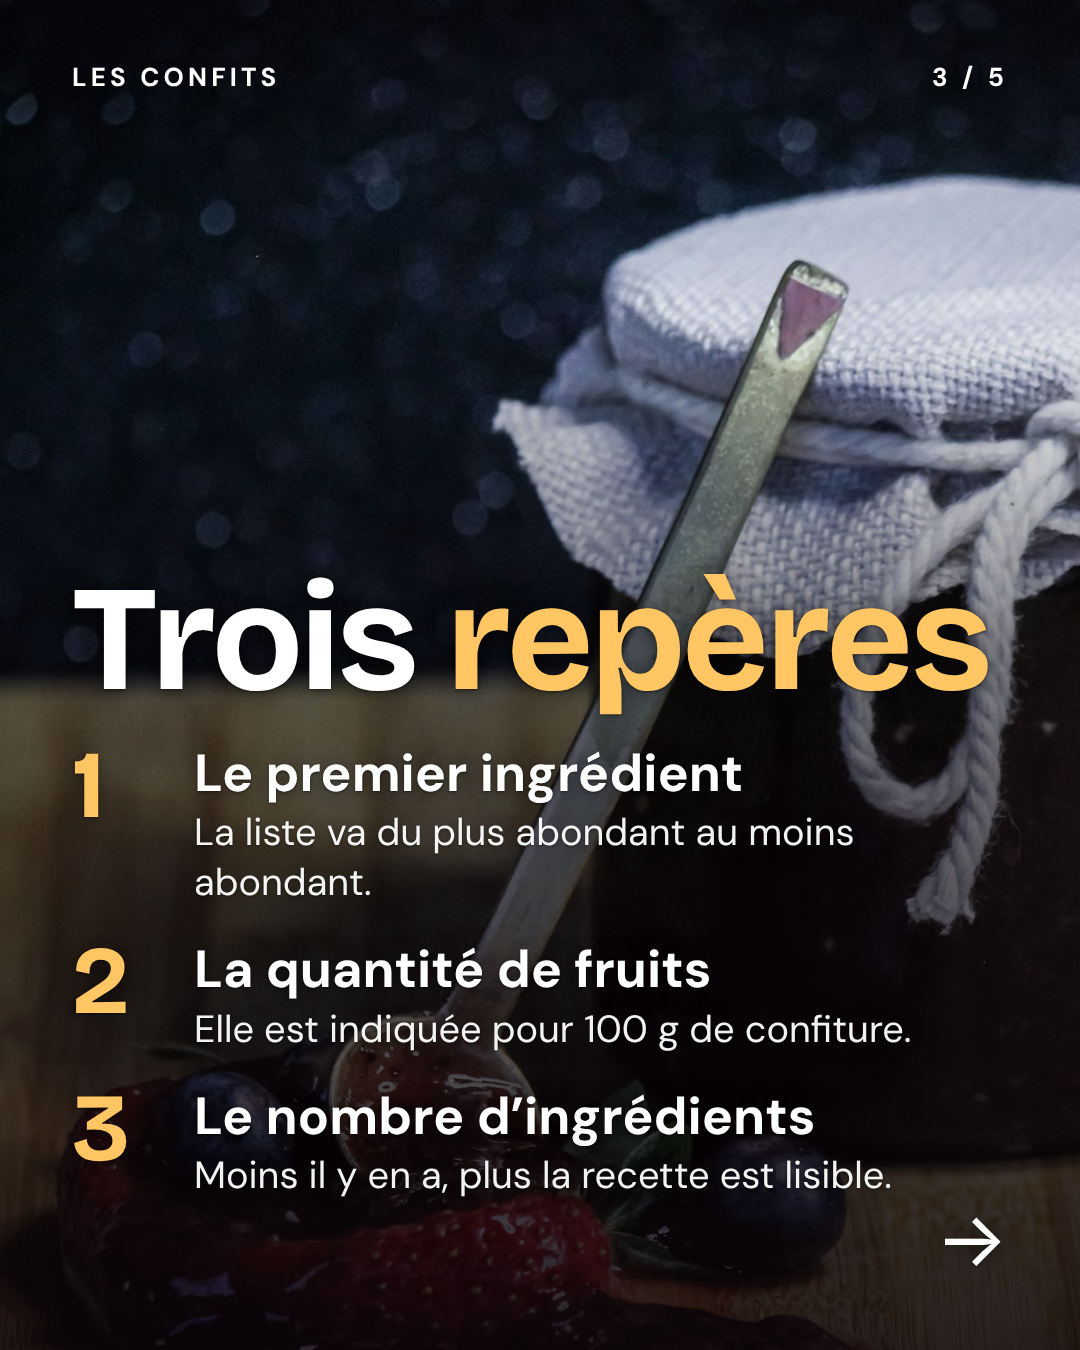 LES CONFITS
3 / 5
Trois repères
1
Le premier ingrédient
La liste va du plus abondant au moins
abondant.
2
La quantité de fruits
Elle est indiquée pour 100 g de confiture.
3
Le nombre d’ingrédients
Moins il y en a, plus la recette est lisible.